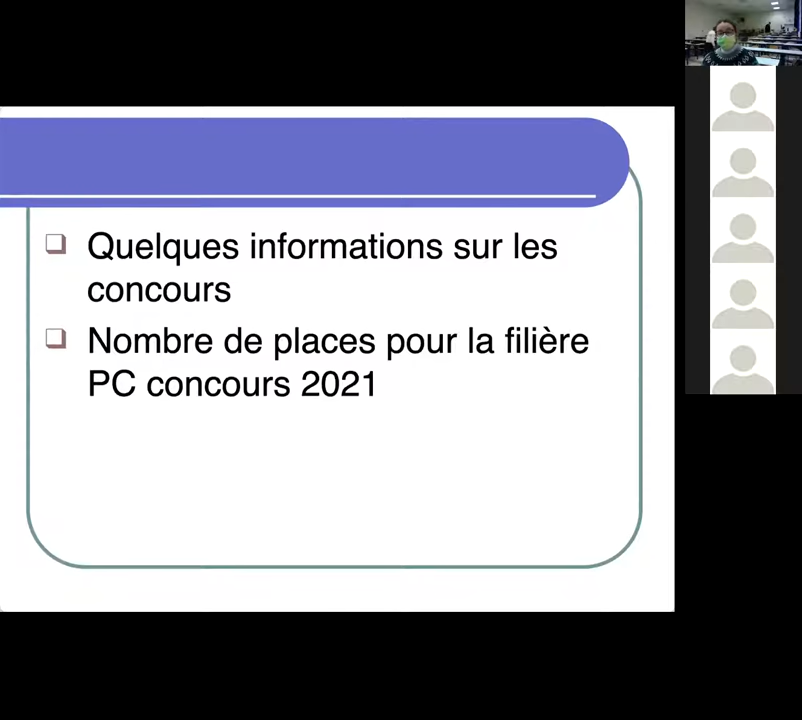 Quelques informations sur les
concours
Nombre de places pour la filière
PC concours 2021